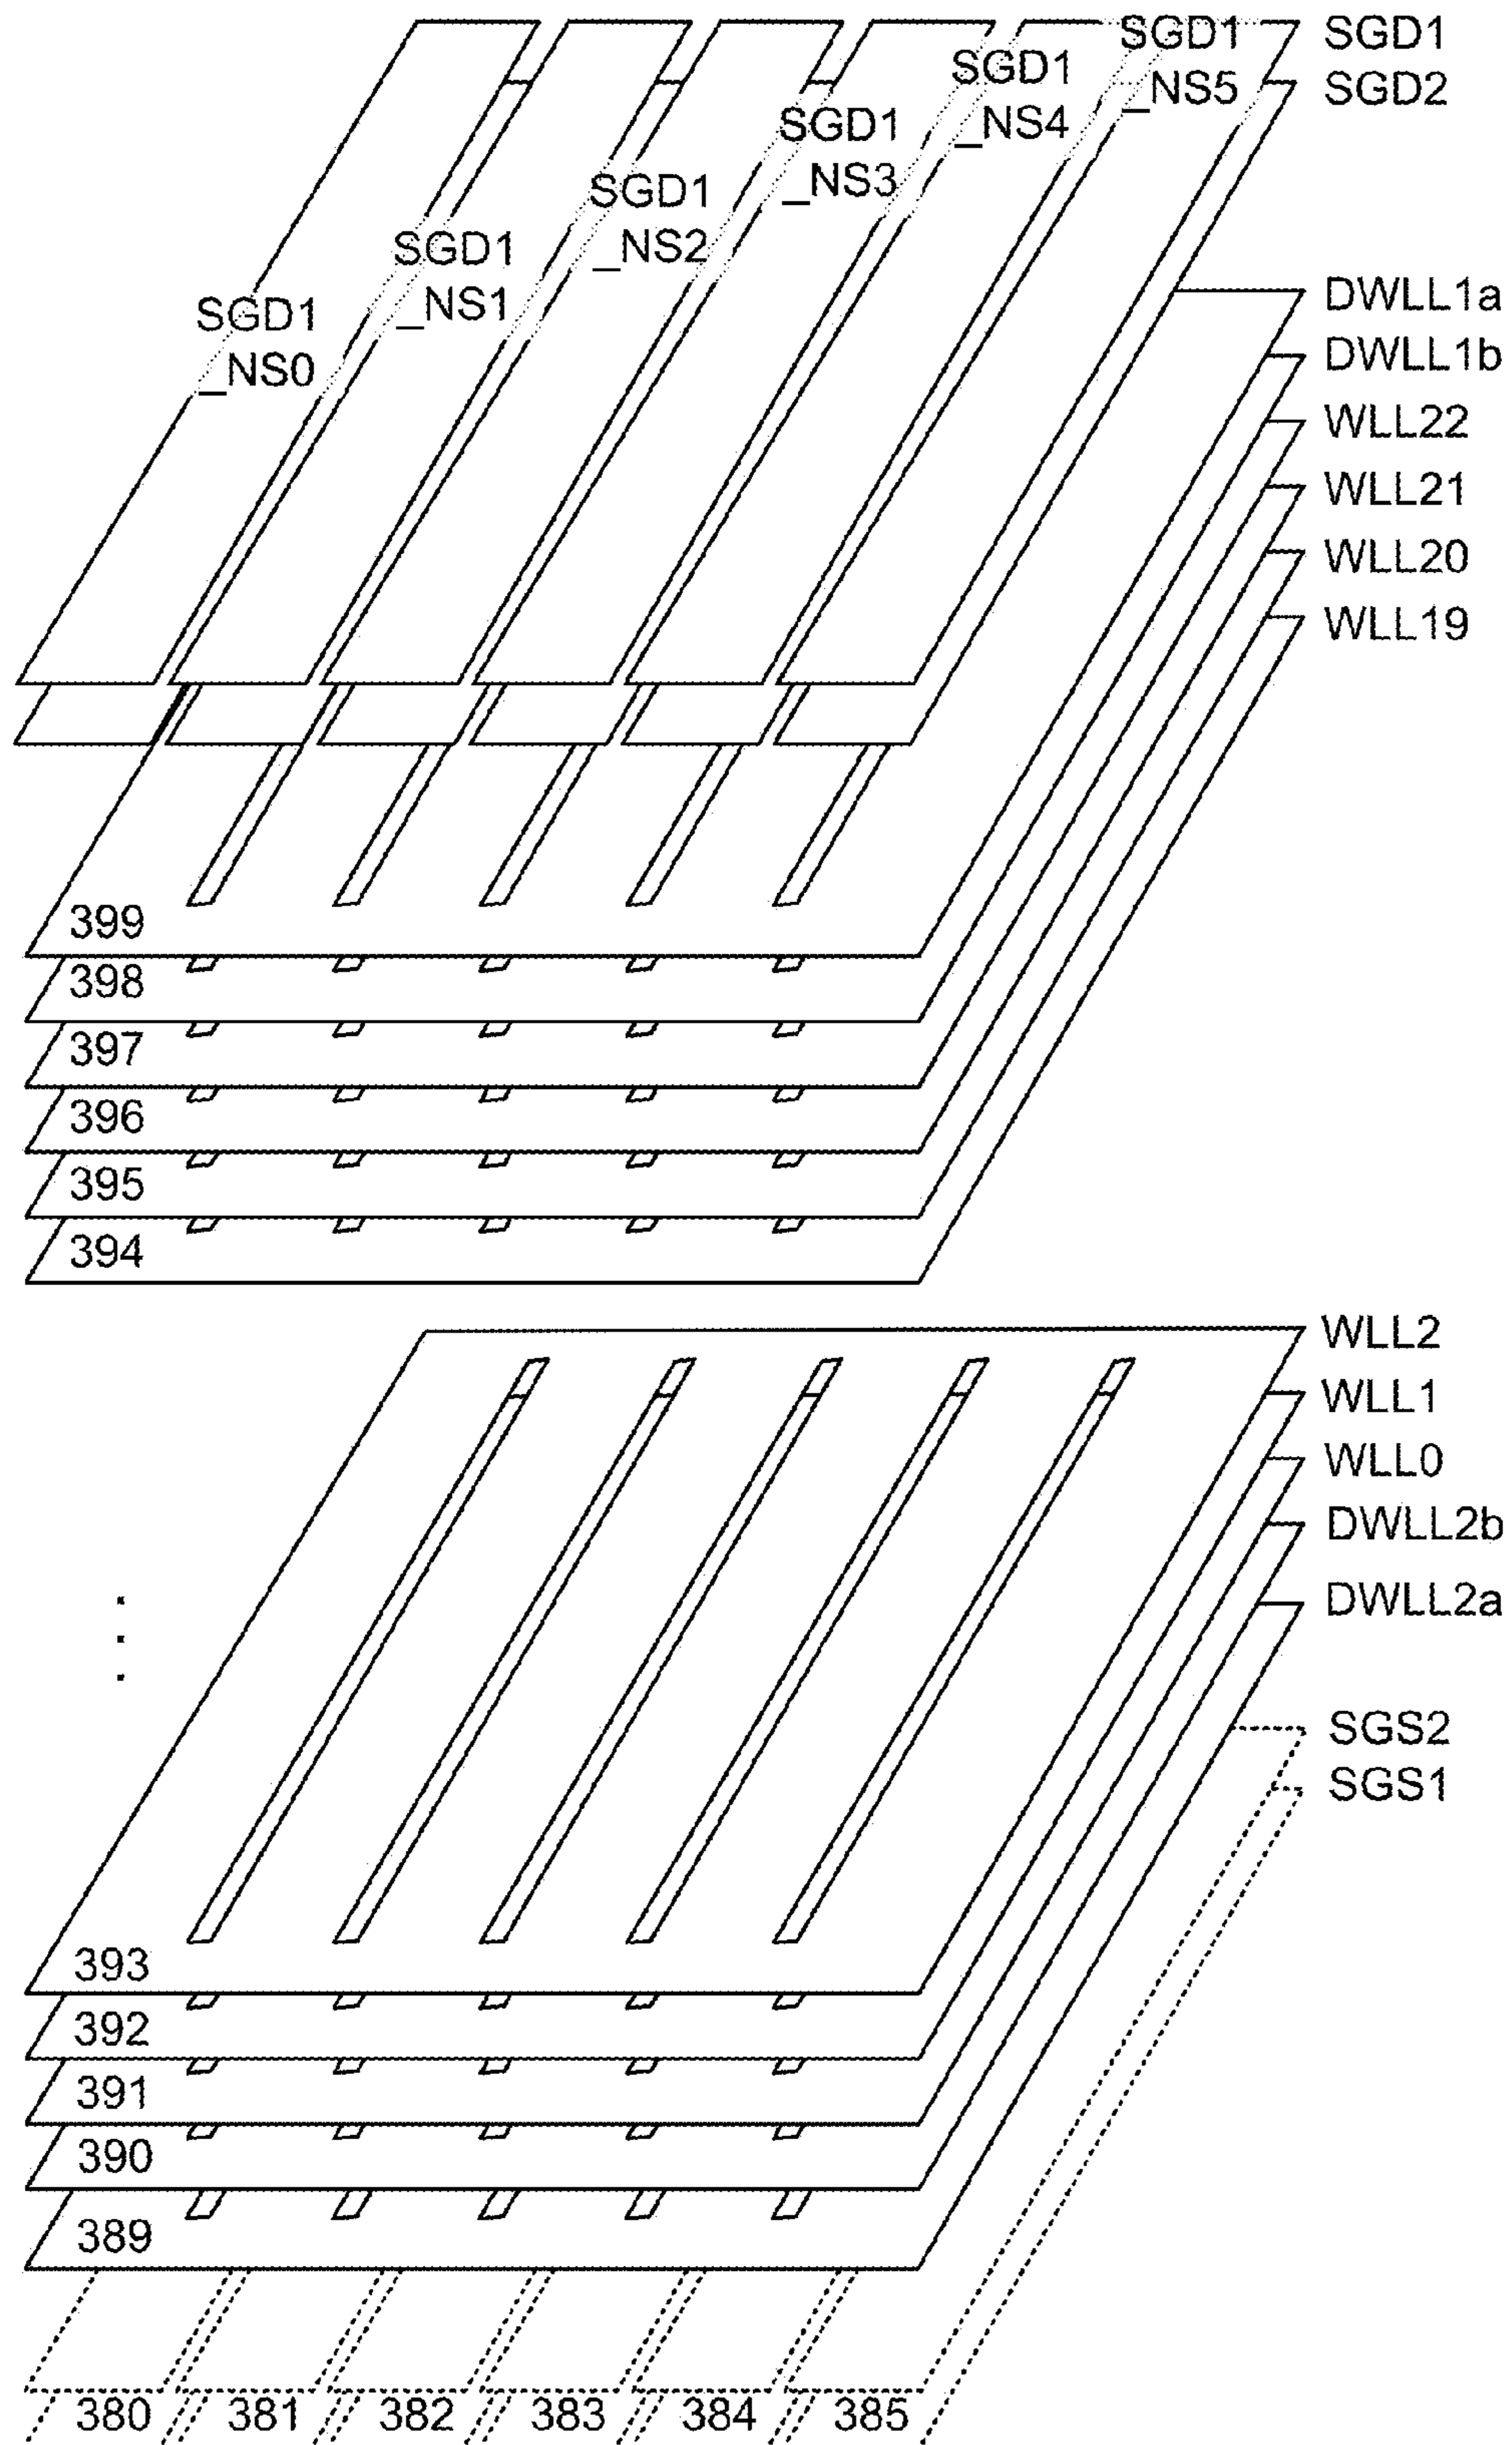 SGD1
_NS5
SGD1
SGD1
_NS4
SGD2
SGD1
_NS3
SGD1
_NS2
SGD1
_NS1
SGD1
_NS0
DWLL1a
DWLL1b
WLL22
WLL21
WLL20
WLL19
399
398
397
396
395
394
WLL2
WLL1
WLL0
DWLL2b
DWLL2a
SGS2
SGS1
393
392
391
390
389
380 381 382 383 384 385